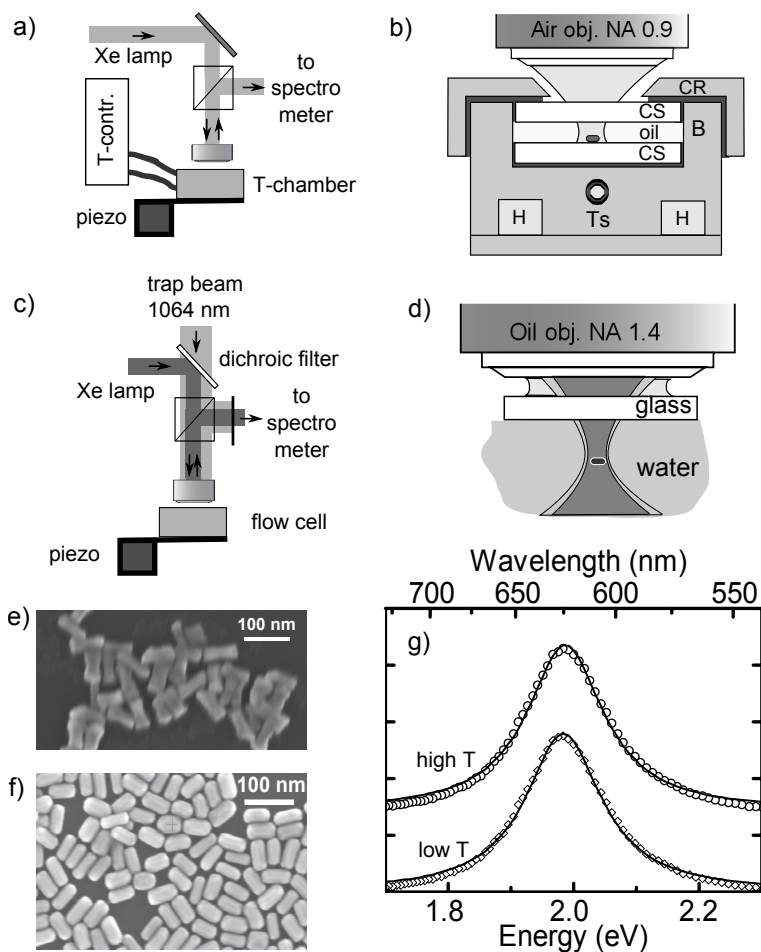 a)
Xe lamp
to
spectro
meter
T-contr.
T-chamber
piezo
b)
Air obj. NA 0.9
CR
CS
oil
B
CS
H
Ts
H
c)
trap beam
1064 nm
dichroic filter
Xe lamp
to
spectro
meter
flow cell
piezo
d)
Oil obj. NA 1.4
glass
water
e)
100 nm
f)
100 nm
Wavelength (nm)
700 650 600 550
g)
high T
low T
1.8 2.0 2.2
Energy (eV)